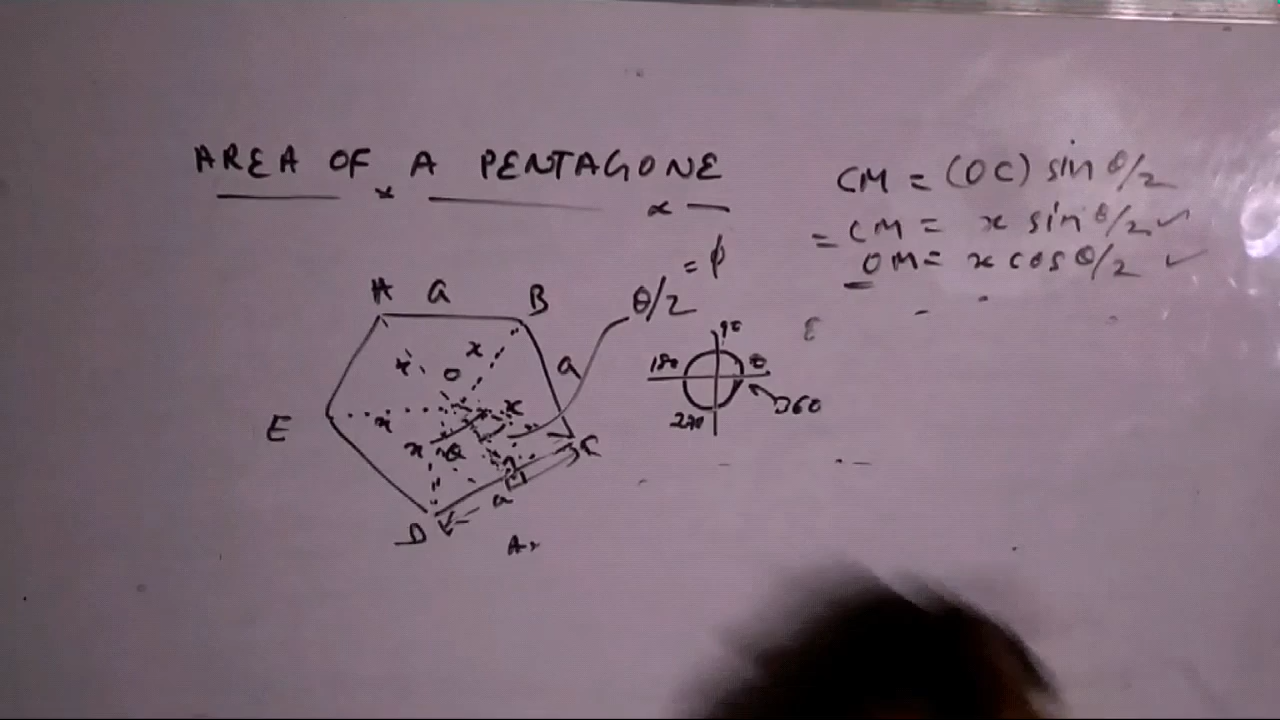 AREA OF A PENTAGONE
CM = (OC) sin θ/2
= CM = x sin θ/2 ✓
OM = x cos θ/2 ✓
= ϕ
θ/2
A a B
90
180 0
270 360
x x O
a
E x x C
x θ
a
D
A